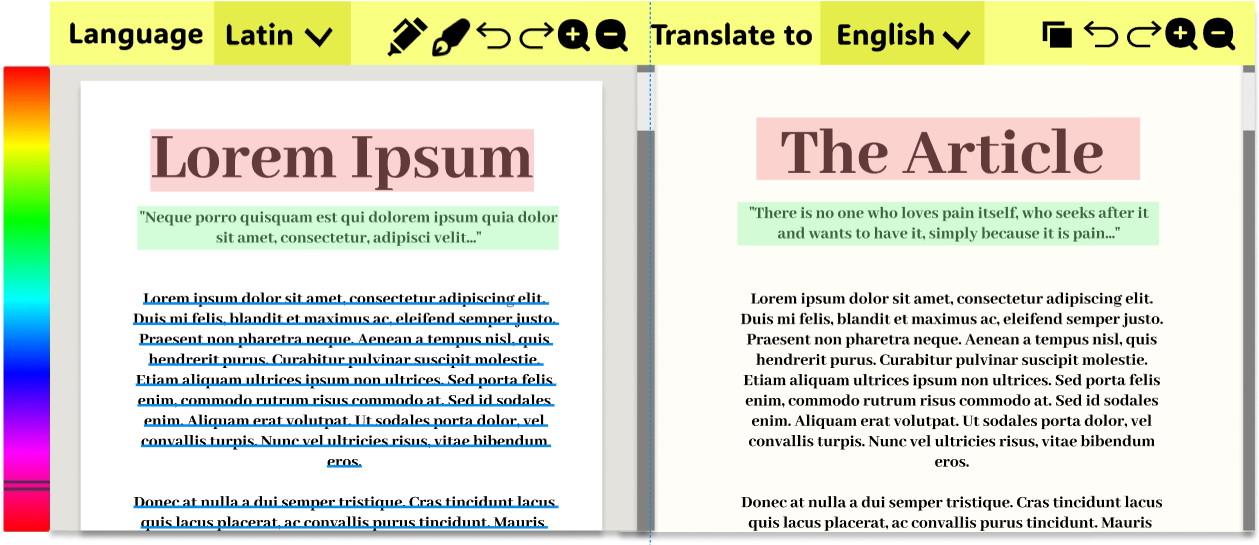 Language Latin
Lorem Ipsum
"Neque porro quisquam est qui dolorem ipsum quia dolor
sit amet, consectetur, adipisci velit..."
Lorem ipsum dolor sit amet, consectetur adipiscing elit.
Duis mi felis, blandit et maximus ac, eleifend semper justo.
Praesent non pharetra neque. Aenean a tempus nisl, quis
hendrerit purus. Curabitur pulvinar suscipit molestie.
Etiam aliquam ultrices ipsum non ultrices. Sed porta felis
enim, commodo rutrum risus commodo at. Sed id sodales
enim. Aliquam erat volutpat. Ut sodales porta dolor, vel
convallis turpis. Nunc vel ultricies risus, vitae bibendum
eros.
Donec at nulla a dui semper tristique. Cras tincidunt lacus
quis lacus placerat, ac convallis purus tincidunt. Mauris
Translate to English
The Article
"There is no one who loves pain itself, who seeks after it
and wants to have it, simply because it is pain..."
Lorem ipsum dolor sit amet, consectetur adipiscing elit.
Duis mi felis, blandit et maximus ac, eleifend semper justo.
Praesent non pharetra neque. Aenean a tempus nisl, quis
hendrerit purus. Curabitur pulvinar suscipit molestie.
Etiam aliquam ultrices ipsum non ultrices. Sed porta felis
enim, commodo rutrum risus commodo at. Sed id sodales
enim. Aliquam erat volutpat. Ut sodales porta dolor, vel
convallis turpis. Nunc vel ultricies risus, vitae bibendum
eros.
Donec at nulla a dui semper tristique. Cras tincidunt lacus
quis lacus placerat, ac convallis purus tincidunt. Mauris